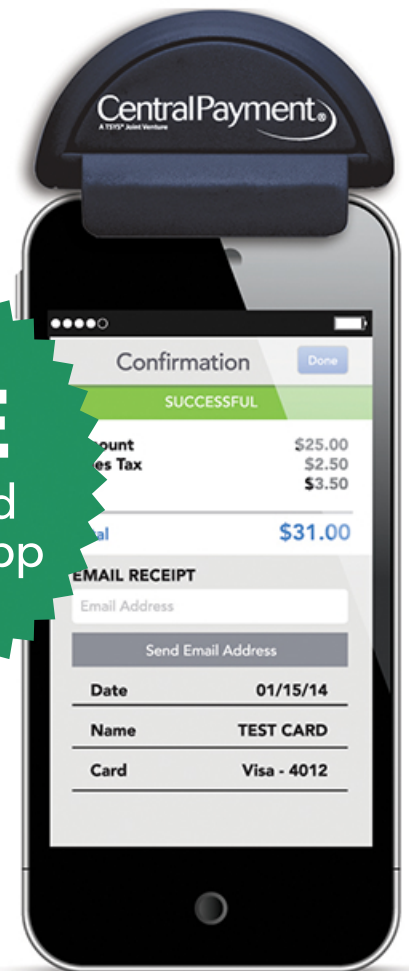 CentralPayment®
A TSYS® Joint Venture
Confirmation Done
SUCCESSFUL
$25.00
Tax $2.50
$3.50
$31.00
EMAIL RECEIPT
Email Address
Send Email Address
Date 01/15/14
Name TEST CARD
Card Visa - 4012